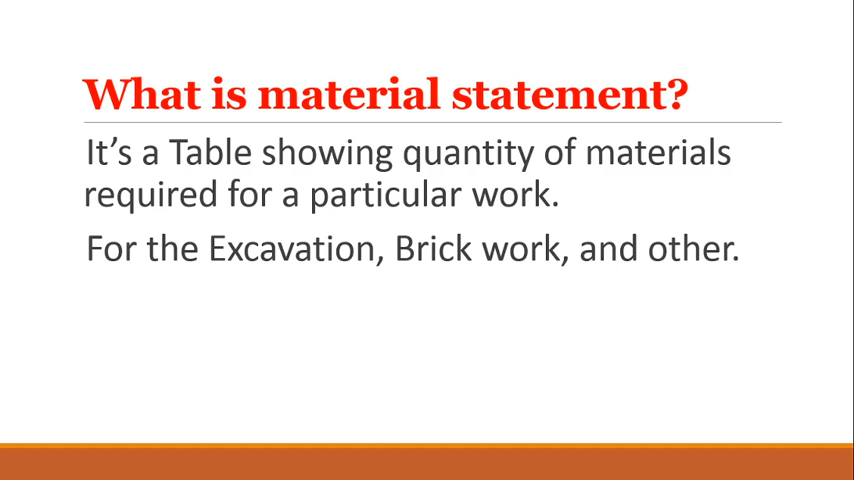 What is material statement?
It’s a Table showing quantity of materials
required for a particular work.
For the Excavation, Brick work, and other.